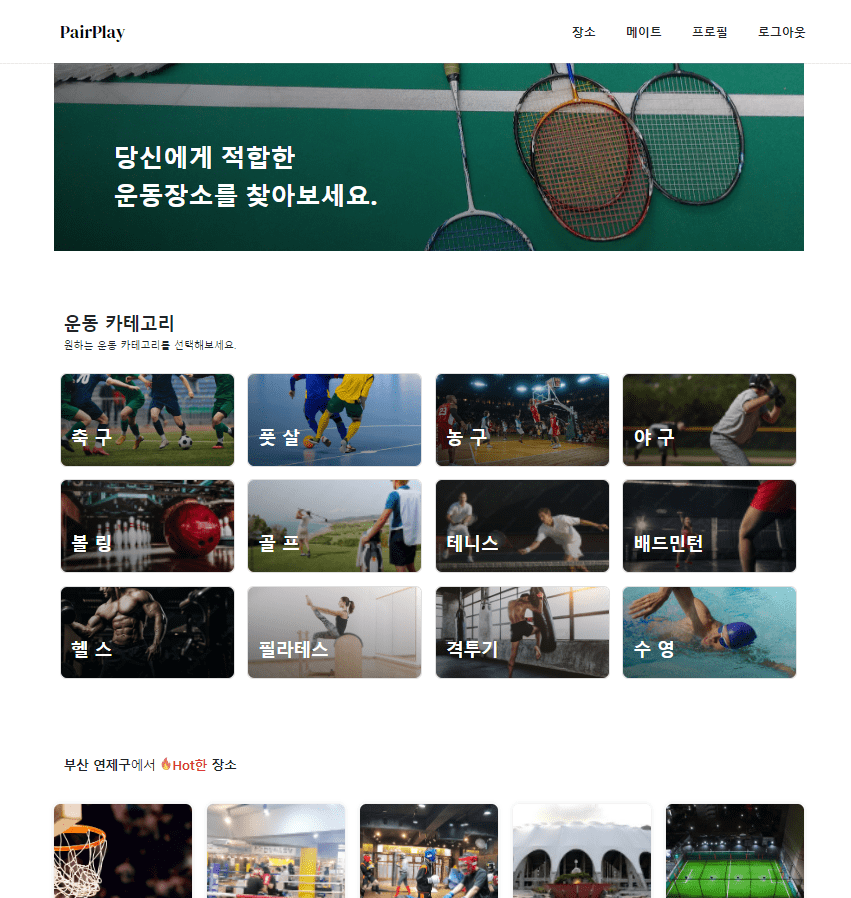 PairPlay
장소 메이트 프로필 로그아웃
당신에게 적합한
운동장소를 찾아보세요.
운동 카테고리
원하는 운동 카테고리를 선택해보세요.
축 구 풋 살 농 구 야 구
볼 링 골 프 테니스 배드민턴
헬 스 필라테스 격투기 수 영
부산 연제구에서 🔥Hot한 장소